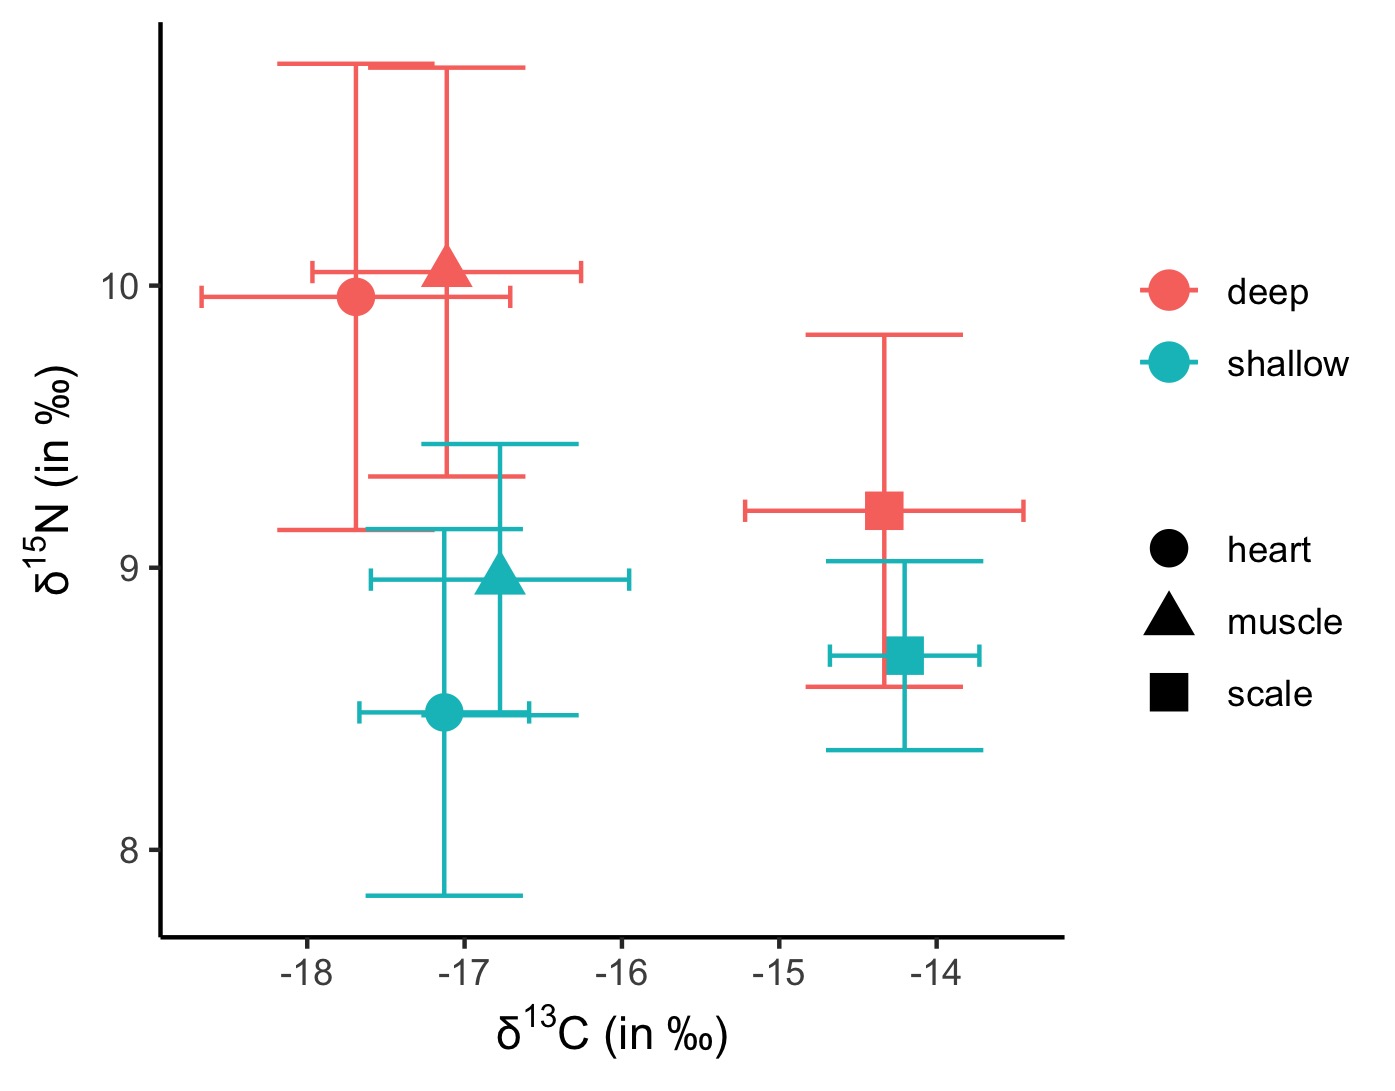 10
9
8
-18
-17
-16
-15
-14
δ¹⁵N (in ‰)
δ¹³C (in ‰)
deep
shallow
heart
muscle
scale